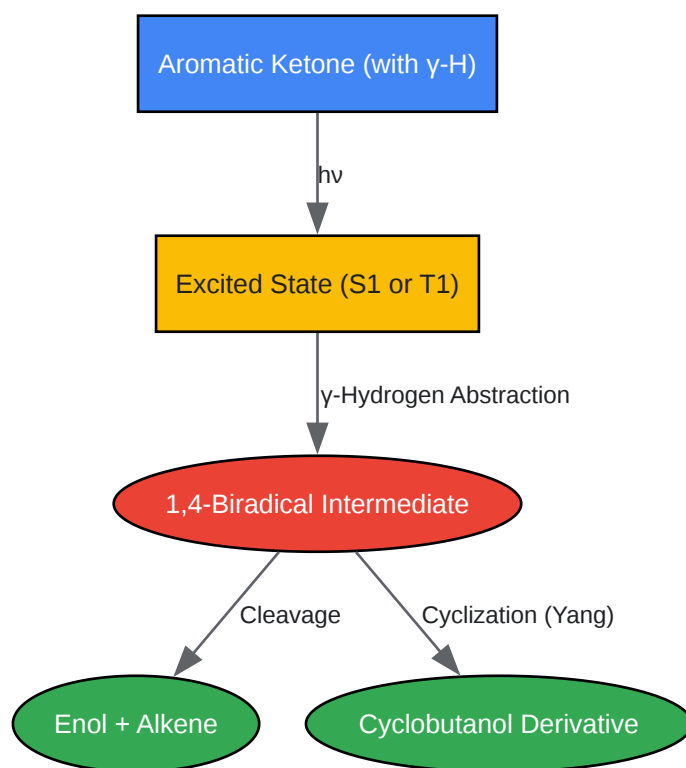 Aromatic Ketone (with γ-H)
hν
Excited State (S1 or T1)
γ-Hydrogen Abstraction
1,4-Biradical Intermediate
Cleavage
Cyclization (Yang)
Enol + Alkene
Cyclobutanol Derivative